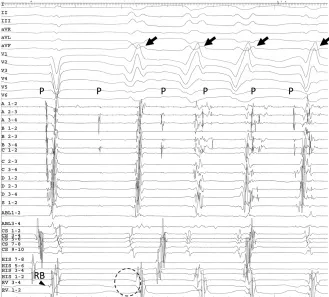 I
II
III
aVR
aVL
aVF
V1
V2
V3
V4
V5
V6
P P P P P P
A 1-2
A 2-3
A 3-4
B 1-2
B 2-3
B 3-4
C 1-2
C 2-3
C 3-4
D 1-2
D 2-3
D 3-4
E 1-2
ABL1-2
ABL3-4
CS 1-2
CS 3-4
CS 5-6
CS 7-8
CS 9-10
HIS 7-8
HIS 5-6
HIS 3-4
HIS 1-2
RB
RV 3-4
RV 1-2